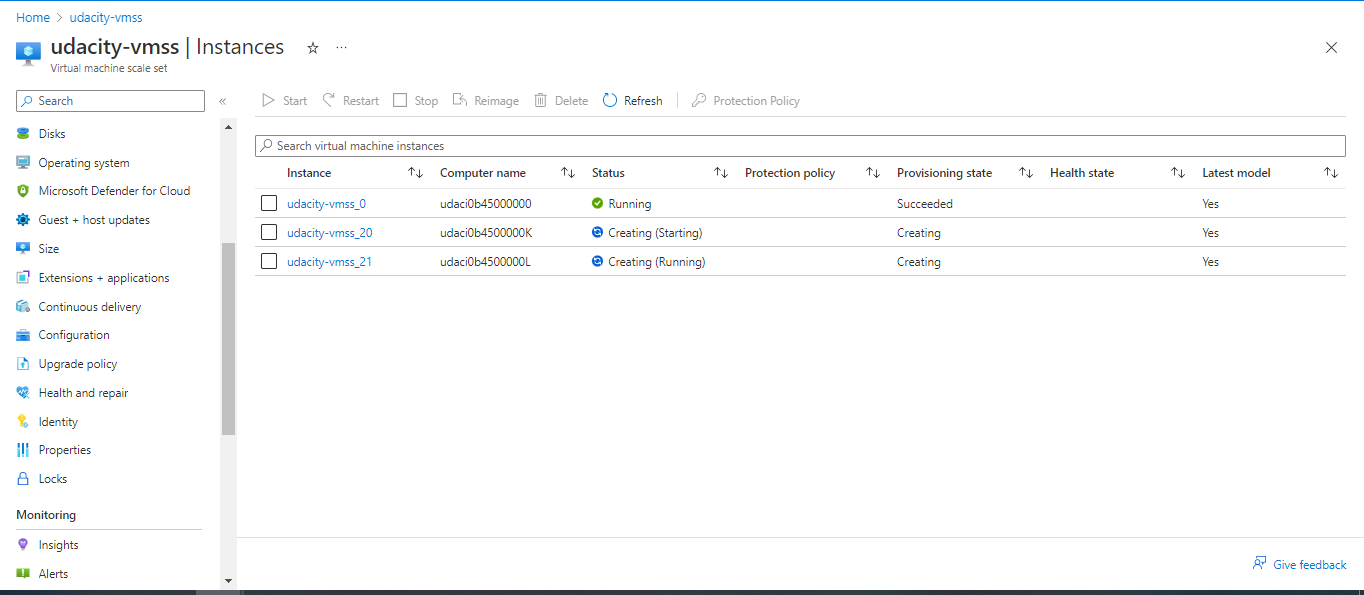 Home > udacity-vmss
udacity-vmss | Instances
Virtual machine scale set
Search
Start Restart Stop Reimage Delete Refresh Protection Policy
Disks
Operating system
Microsoft Defender for Cloud
Guest + host updates
Size
Extensions + applications
Continuous delivery
Configuration
Upgrade policy
Health and repair
Identity
Properties
Locks
Monitoring
Insights
Alerts
Search virtual machine instances
Instance Computer name Status Protection policy Provisioning state Health state Latest model
udacity-vmss_0 udaci0b45000000 Running Succeeded Yes
udacity-vmss_20 udaci0b4500000K Creating (Starting) Creating Yes
udacity-vmss_21 udaci0b4500000L Creating (Running) Creating Yes
Give feedback